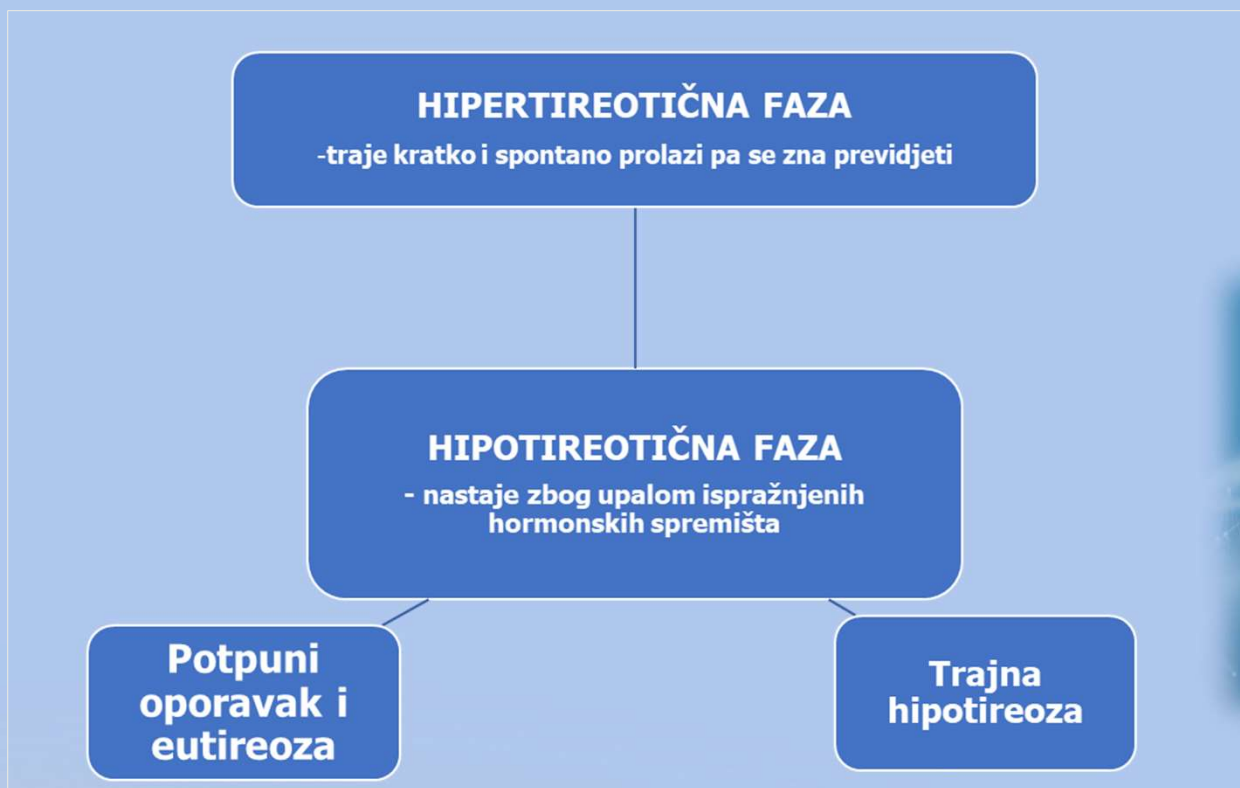 HIPERTIREOTIČNA FAZA
-traje kratko i spontano prolazi pa se zna previdjeti
HIPOTIREOTIČNA FAZA
- nastaje zbog upalom ispražnjenih
hormonskih spremišta
Potpuni
oporavak i
eutireoza
Trajna
hipotireoza